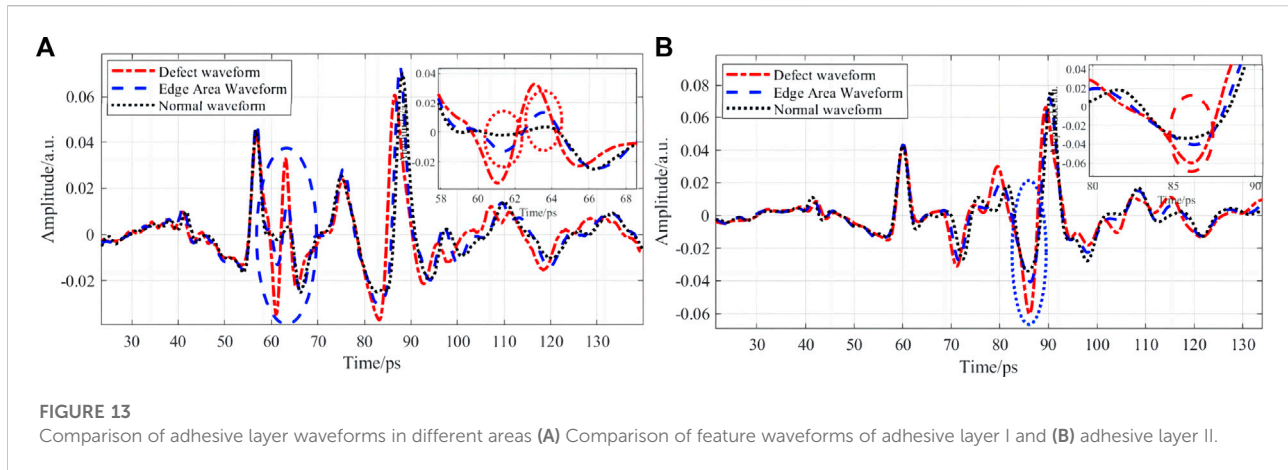 A
Defect waveform
Edge Area Waveform
Normal waveform
0.06
0.04
0.02
0
-0.02
Amplitude/a.u.
30 40 50 60 70 80 90 100 110 120 130
Time/ps
0.04
0.02
0
-0.02
58 60 62 64 66 68
Time/ps
B
Defect waveform
Edge Area Waveform
Normal waveform
0.08
0.06
0.04
0.02
0
-0.02
-0.04
-0.06
Amplitude/a.u.
30 40 50 60 70 80 90 100 110 120 130
Time/ps
0.04
0.02
0
-0.02
-0.04
-0.06
80 85 90
Time/ps
FIGURE 13
Comparison of adhesive layer waveforms in different areas (A) Comparison of feature waveforms of adhesive layer I and (B) adhesive layer II.